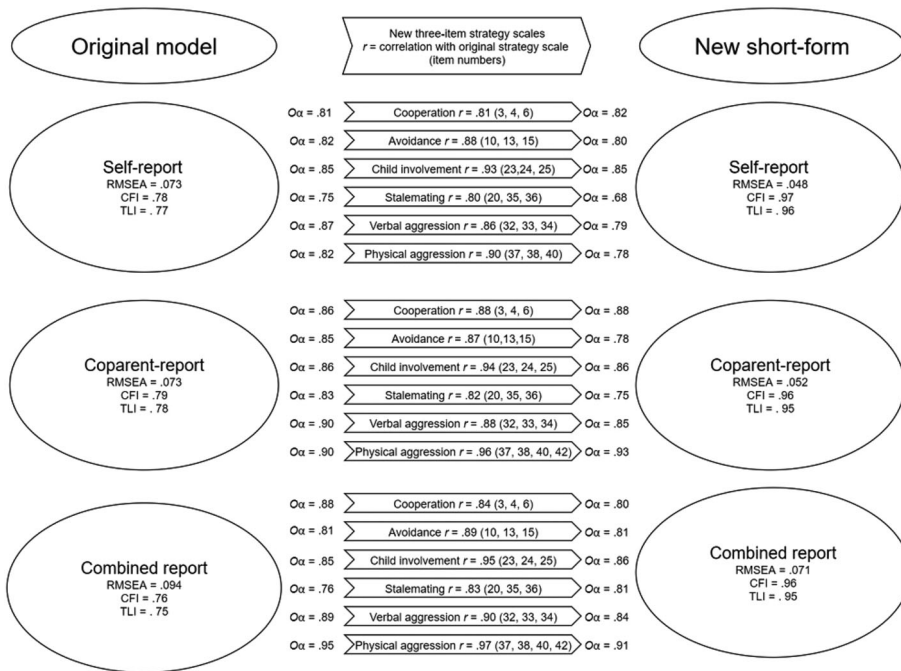 Original model
New three-item strategy scales
r = correlation with original strategy scale
(item numbers)
New short-form
Self-report
RMSEA = .073
CFI = .78
TLI = . 77
Oα = .81 Cooperation r = .81 (3, 4, 6) Oα = .82
Oα = .82 Avoidance r = .88 (10, 13, 15) Oα = .80
Oα = .85 Child involvement r = .93 (23,24, 25) Oα = .85
Oα = .75 Stalemating r = .80 (20, 35, 36) Oα = .68
Oα = .87 Verbal aggression r = .86 (32, 33, 34) Oα = .79
Oα = .82 Physical aggression r = .90 (37, 38, 40) Oα = .78
Self-report
RMSEA = .048
CFI = .97
TLI = . 96
Coparent-report
RMSEA = .073
CFI = .79
TLI = . 78
Oα = .86 Cooperation r = .88 (3, 4, 6) Oα = .88
Oα = .85 Avoidance r = .87 (10,13,15) Oα = .78
Oα = .86 Child involvement r = .94 (23, 24, 25) Oα = .86
Oα = .83 Stalemating r = .82 (20, 35, 36) Oα = .75
Oα = .90 Verbal aggression r = .88 (32, 33, 34) Oα = .85
Oα = .90 Physical aggression r = .96 (37, 38, 40, 42) Oα = .93
Coparent-report
RMSEA = .052
CFI = .96
TLI = . 95
Combined report
RMSEA = .094
CFI = .76
TLI = . 75
Oα = .88 Cooperation r = .84 (3, 4, 6) Oα = .80
Oα = .81 Avoidance r = .89 (10, 13, 15) Oα = .81
Oα = .85 Child involvement r = .95 (23, 24, 25) Oα = .86
Oα = .76 Stalemating r = .83 (20, 35, 36) Oα = .81
Oα = .89 Verbal aggression r = .90 (32, 33, 34) Oα = .84
Oα = .95 Physical aggression r = .97 (37, 38, 40, 42) Oα = .91
Combined report
RMSEA = .071
CFI = .96
TLI = . 95